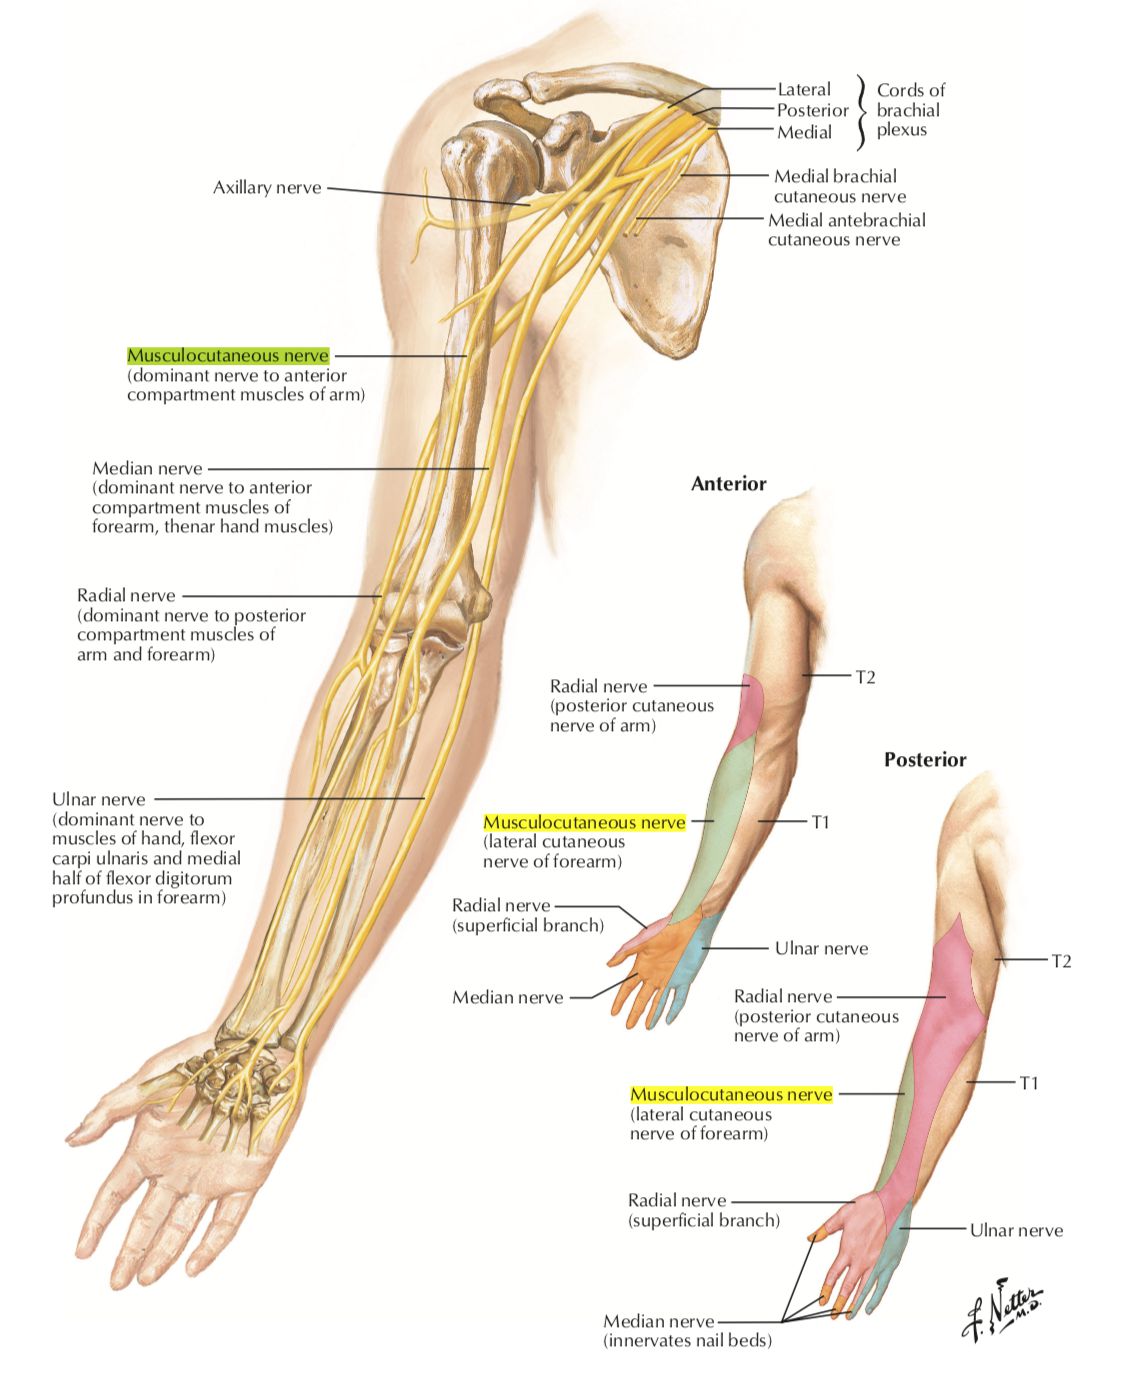 Lateral
Posterior
Medial
Cords of
brachial
plexus
Medial brachial
cutaneous nerve
Medial antebrachial
cutaneous nerve
Axillary nerve
Musculocutaneous nerve
(dominant nerve to anterior
compartment muscles of arm)
Median nerve
(dominant nerve to anterior
compartment muscles of
forearm, thenar hand muscles)
Radial nerve
(dominant nerve to posterior
compartment muscles of
arm and forearm)
Ulnar nerve
(dominant nerve to
muscles of hand, flexor
carpi ulnaris and medial
half of flexor digitorum
profundus in forearm)
Anterior
Radial nerve
(posterior cutaneous
nerve of arm)
T2
Musculocutaneous nerve
(lateral cutaneous
nerve of forearm)
T1
Radial nerve
(superficial branch)
Ulnar nerve
Median nerve
Posterior
T2
Radial nerve
(posterior cutaneous
nerve of arm)
T1
Musculocutaneous nerve
(lateral cutaneous
nerve of forearm)
Radial nerve
(superficial branch)
Ulnar nerve
Median nerve
(innervates nail beds)
F. Netter
M.D.